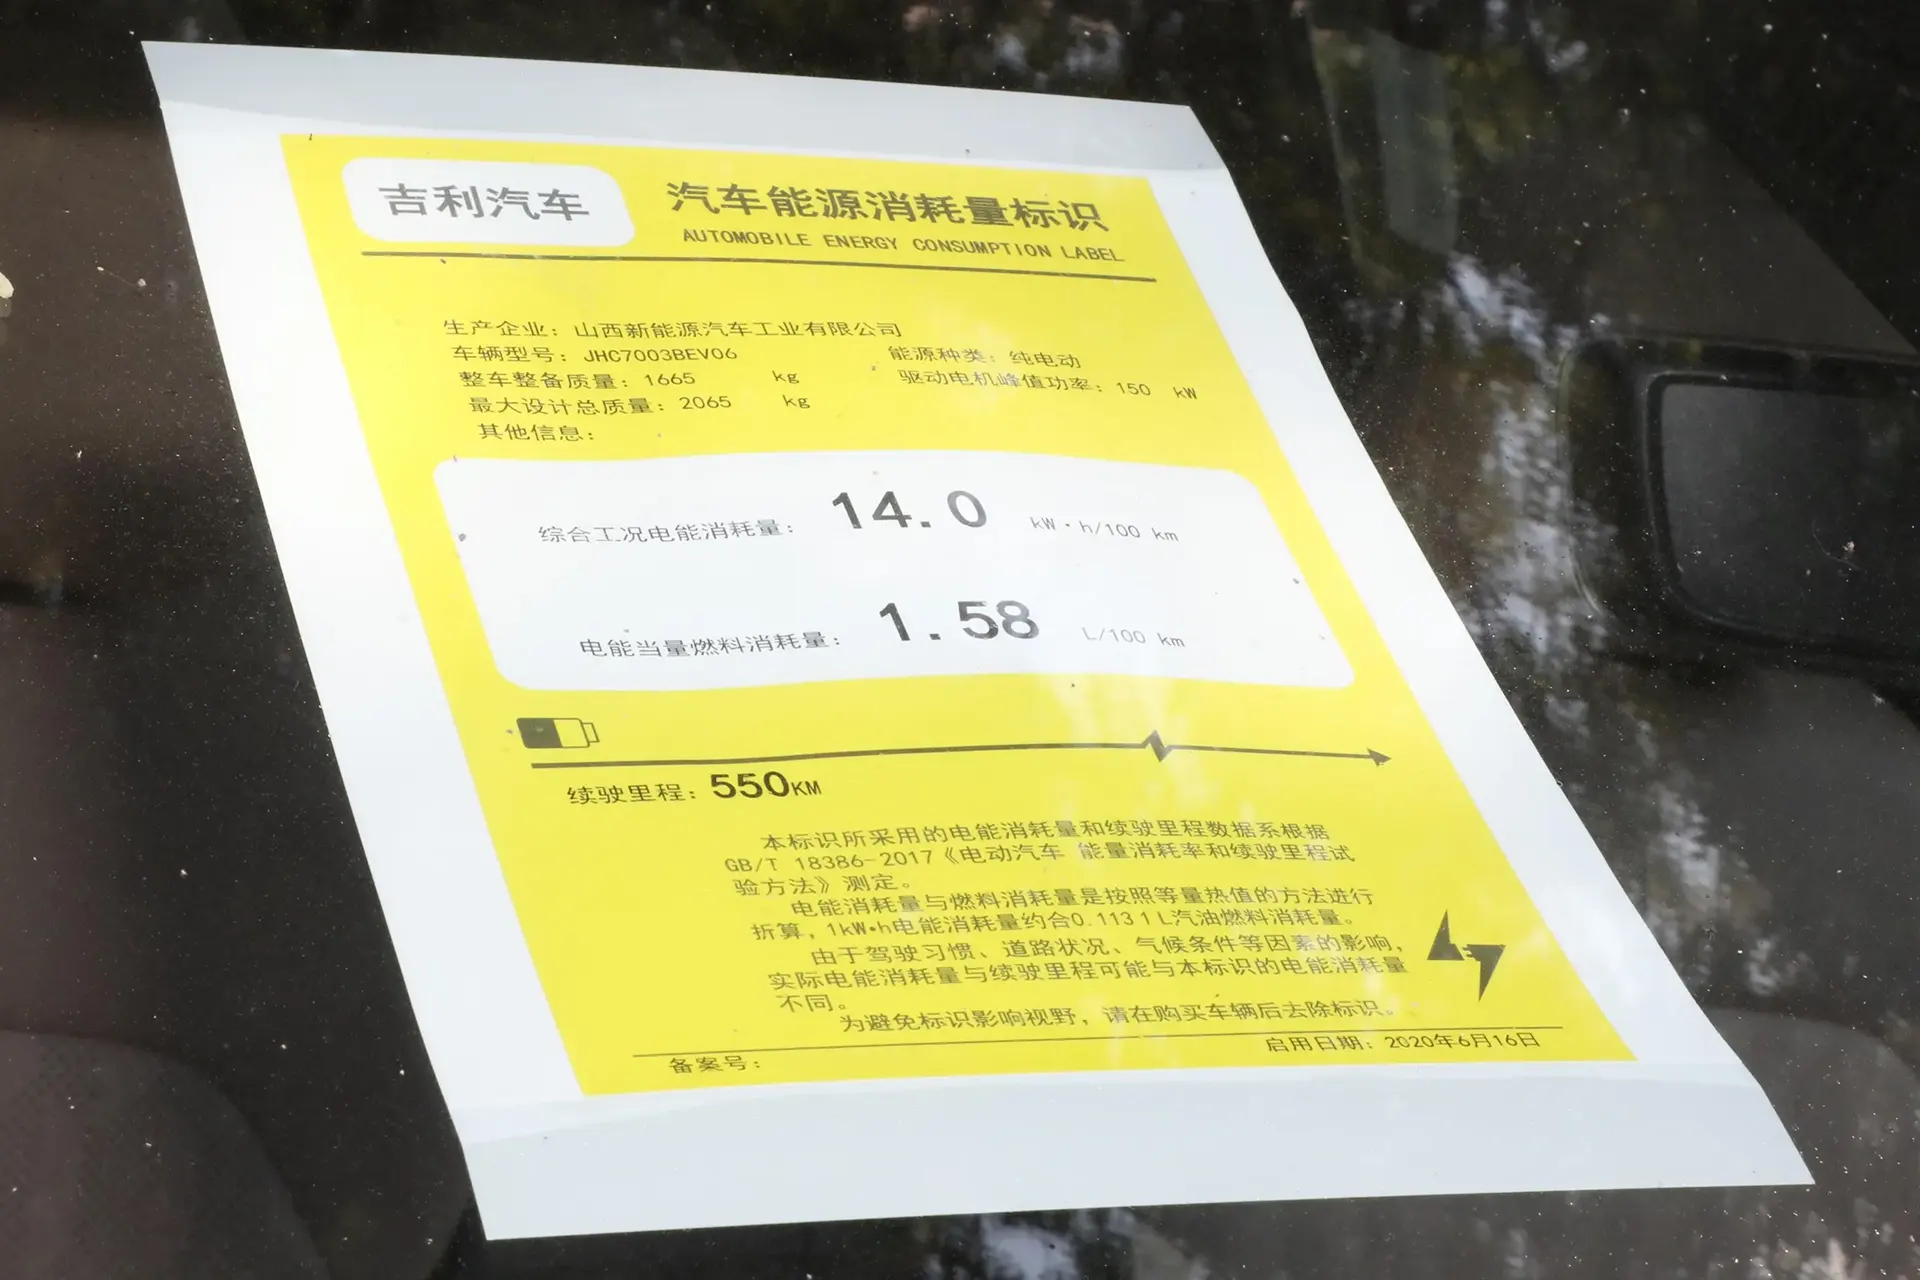 吉利汽车
汽车能源消耗量标识
AUTOMOBILE ENERGY CONSUMPTION LABEL
生产企业：山西新能源汽车工业有限公司
车辆型号：JHC7003BEV06 能源种类：纯电动
整车整备质量：1665 kg 驱动电机峰值功率：150 kW
最大设计总质量：2065 kg
其他信息：
综合工况电能消耗量：14.0 kW·h/100 km
电能当量燃料消耗量：1.58 L/100 km
续驶里程：550KM
本标识所采用的电能消耗量和续驶里程数据系根据
GB/T 18386-2017《电动汽车 能量消耗率和续驶里程试
验方法》测定。
电能消耗量与燃料消耗量是按照等量热值的方法进行
折算，1kW·h电能消耗量约合0.1131L汽油燃料消耗量。
由于驾驶习惯、道路状况、气候条件等因素的影响，
实际电能消耗量与续驶里程可能与本标识的电能消耗量
不同。
为避免标识影响视野，请在购买车辆后去除标识。
备案号： 启用日期：2020年6月16日